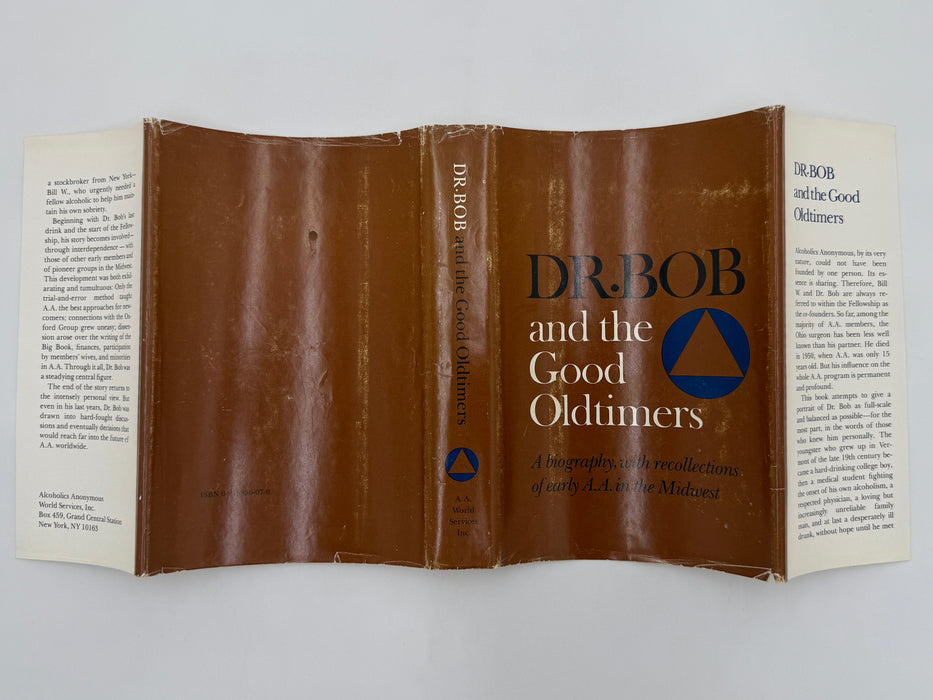 a stockbroker from New York—
Bill W., who urgently needed a
fellow alcoholic to help him main-
tain his own sobriety.
Beginning with Dr. Bob's last
drink and the start of the Fellow-
ship, his story becomes involved—
through interdependence—with
those of other early members and
of pioneer groups in the Midwest.
This development was both exhil-
arating and tumultuous: Only the
trial-and-error method taught
A.A. the best approaches for new-
comers; connections with the Ox-
ford Group grew uneasy; dissen-
sion arose over the writing of the
Big Book, finances, participation
by members' wives, and minorities
in A.A. Through it all, Dr. Bob was
a steadying central figure.
The end of the story returns to
the intensely personal view. But
even in his last years, Dr. Bob was
drawn into hard-fought discus-
sions and eventually decisions that
would reach far into the future of
A.A. worldwide.
Alcoholics Anonymous
World Services, Inc.
Box 459, Grand Central Station
New York, NY 10163
ISBN 0-916856-07-0
DR. BOB and the Good Oldtimers
A.A.
World
Services
Inc.
DR. BOB
and the
Good
Oldtimers
A biography, with recollections
of early A.A. in the Midwest
DR. BOB
and the Good
Oldtimers
Alcoholics Anonymous, by its very
nature, could not have been
founded by one person. Its es-
sence is sharing. Therefore, Bill
W. and Dr. Bob are always re-
ferred to within the Fellowship as
the co-founders. So far, among the
majority of A.A. members, the
Ohio surgeon has been less well
known than his partner. He died
in 1950, when A.A. was only 15
years old. But his influence on the
whole A.A. program is permanent
and profound.
This book attempts to give a
portrait of Dr. Bob as full-scale
and balanced as possible—for the
most part, in the words of those
who knew him personally. The
youngster who grew up in Ver-
mont of the late 19th century be-
came a hard-drinking college boy,
then a medical student fighting
the onset of his own alcoholism, a
respected physician, a loving but
increasingly unreliable family
man, and at last a desperately ill
drunk, without hope until he met